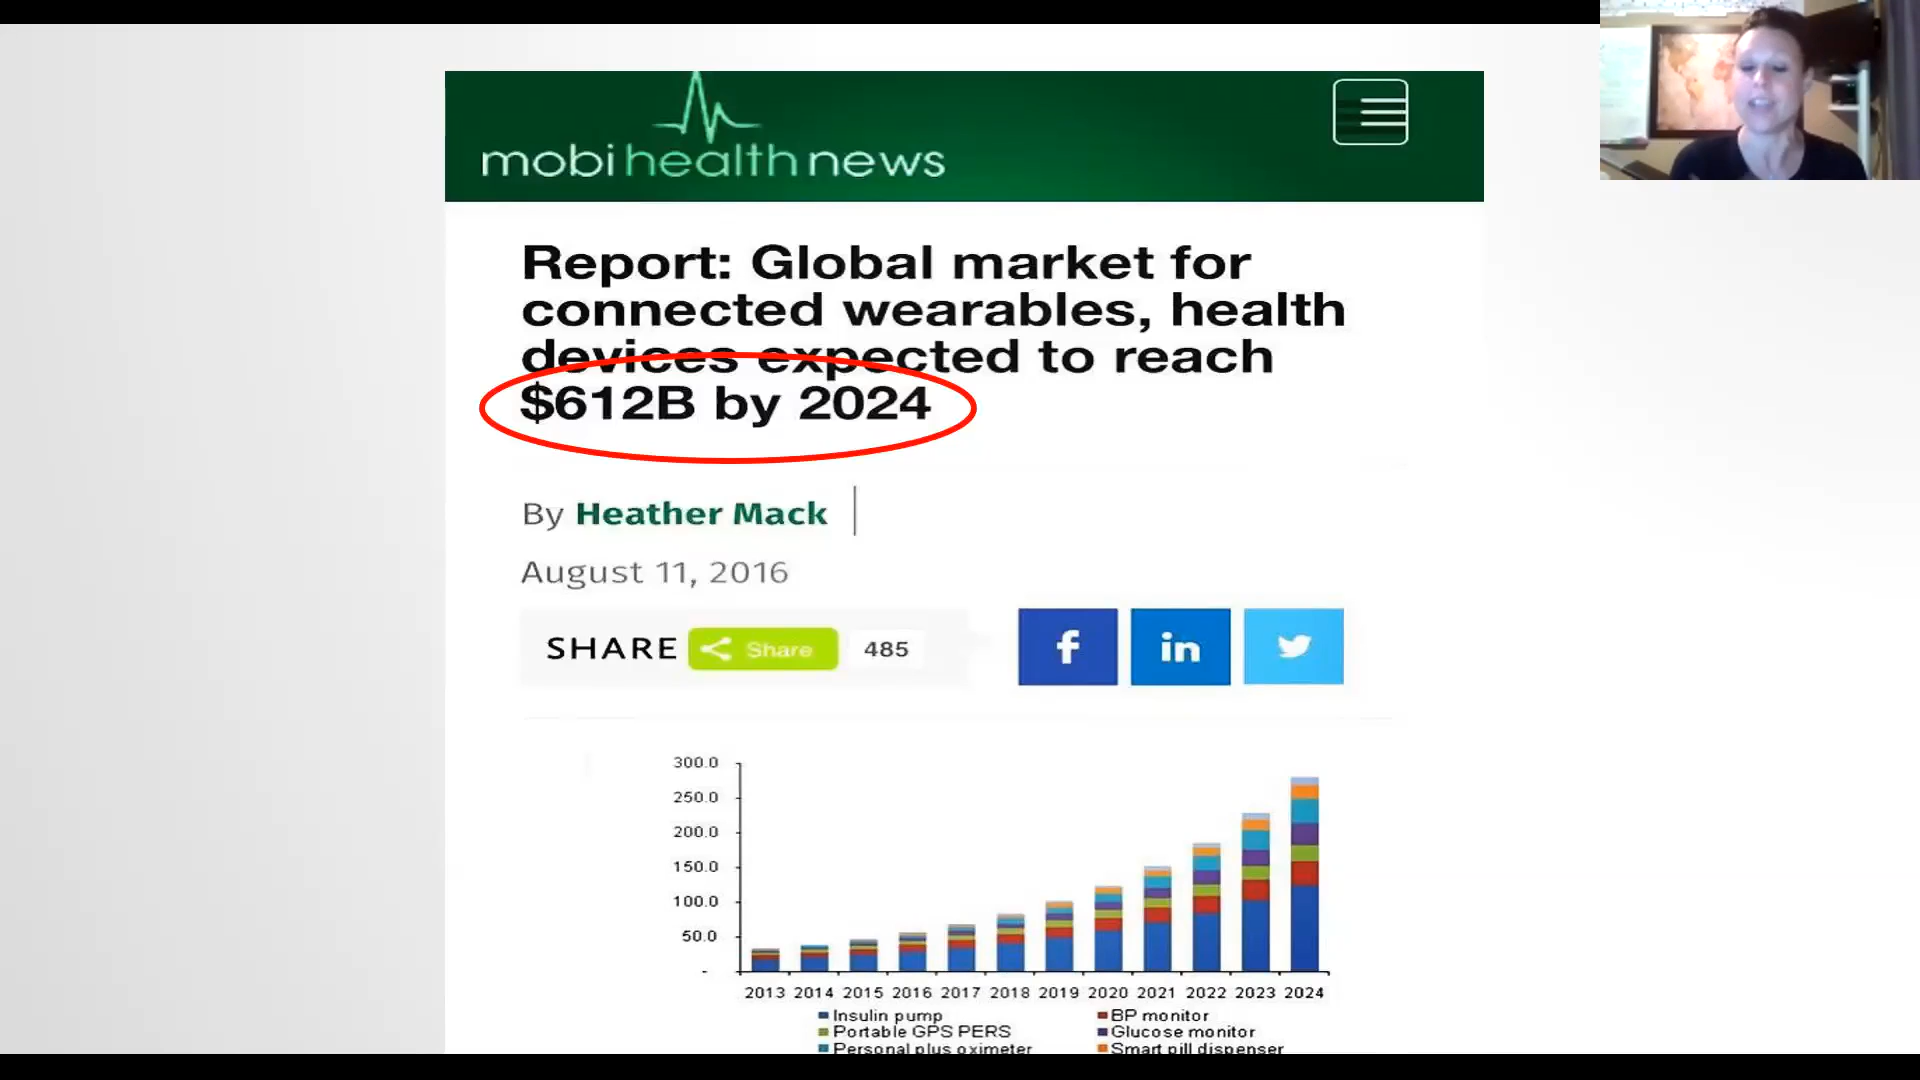 mobihealthnews
Report: Global market for
connected wearables, health
devices expected to reach
$612B by 2024
By Heather Mack
August 11, 2016
SHARE Share 485
f in
300.0
250.0
200.0
150.0
100.0
50.0
-
2013 2014 2015 2016 2017 2018 2019 2020 2021 2022 2023 2024
Insulin pump BP monitor
Portable GPS PERS Glucose monitor
Personal plus oximeter Smart pill dispenser